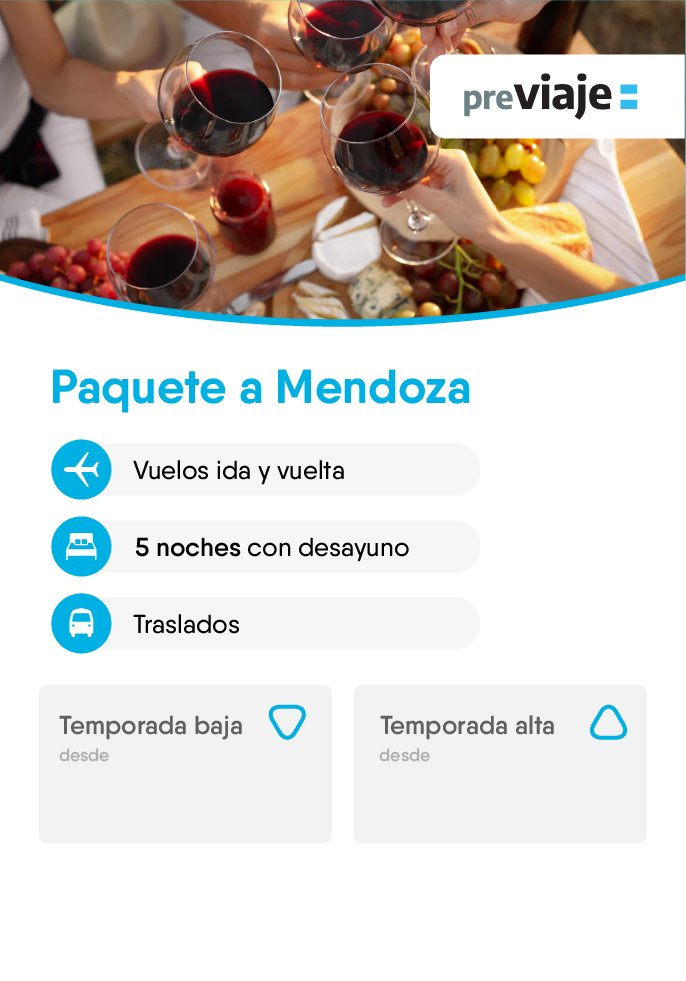 previaje
Paquete a Mendoza
Vuelos ida y vuelta
5 noches con desayuno
Traslados
Temporada baja
desde
Temporada alta
desde